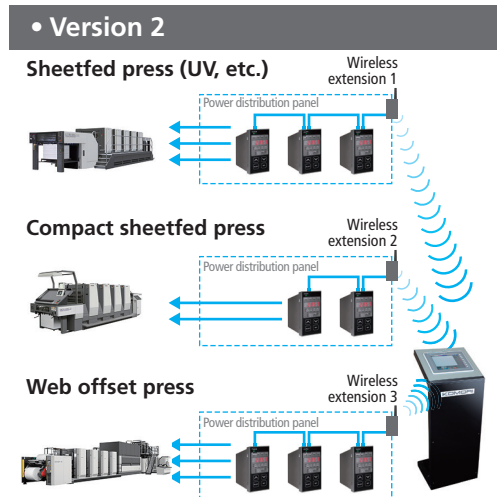 • Version 2
Sheetfed press (UV, etc.)
Wireless
extension 1
Power distribution panel
Compact sheetfed press
Wireless
extension 2
Power distribution panel
KOMORI
Web offset press
Wireless
extension 3
Power distribution panel